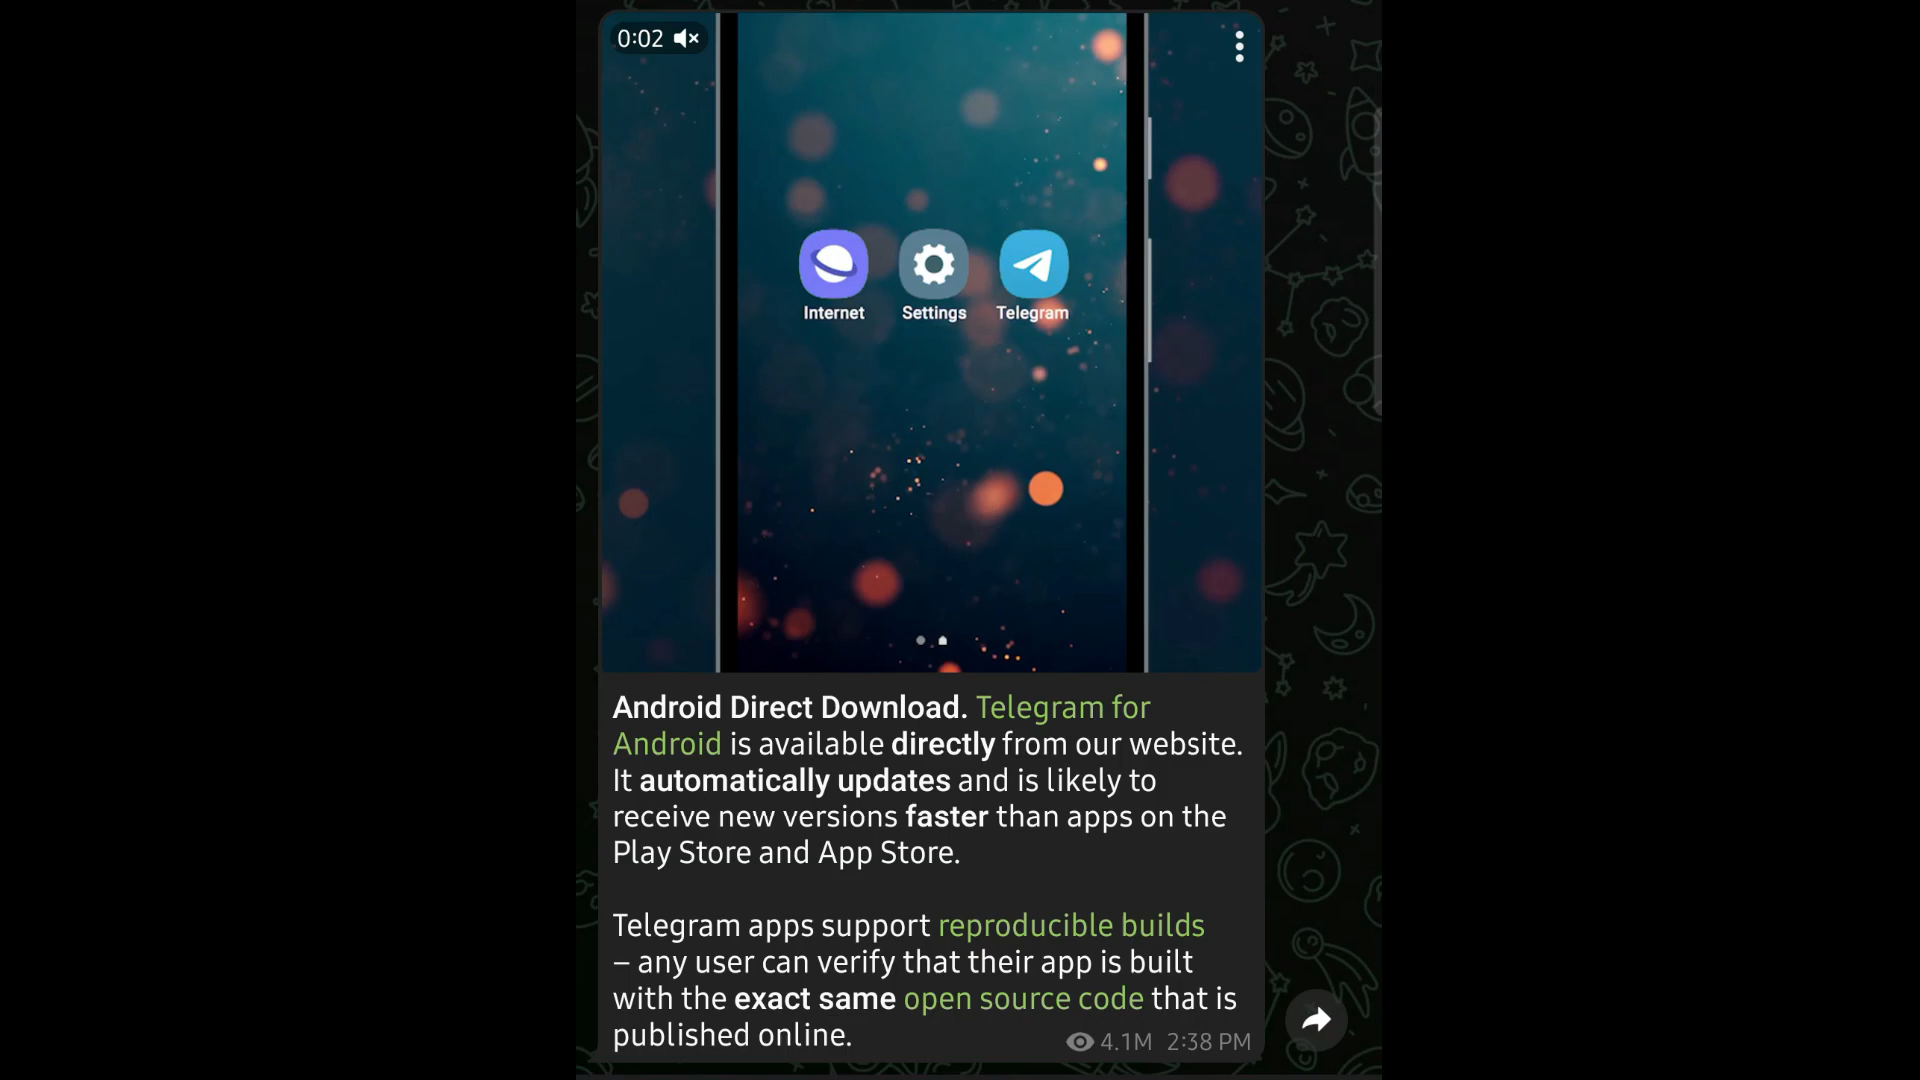 0:02
Internet Settings Telegram
Android Direct Download. Telegram for
Android is available directly from our website.
It automatically updates and is likely to
receive new versions faster than apps on the
Play Store and App Store.
Telegram apps support reproducible builds
– any user can verify that their app is built
with the exact same open source code that is
published online.
4.1M 2:38 PM